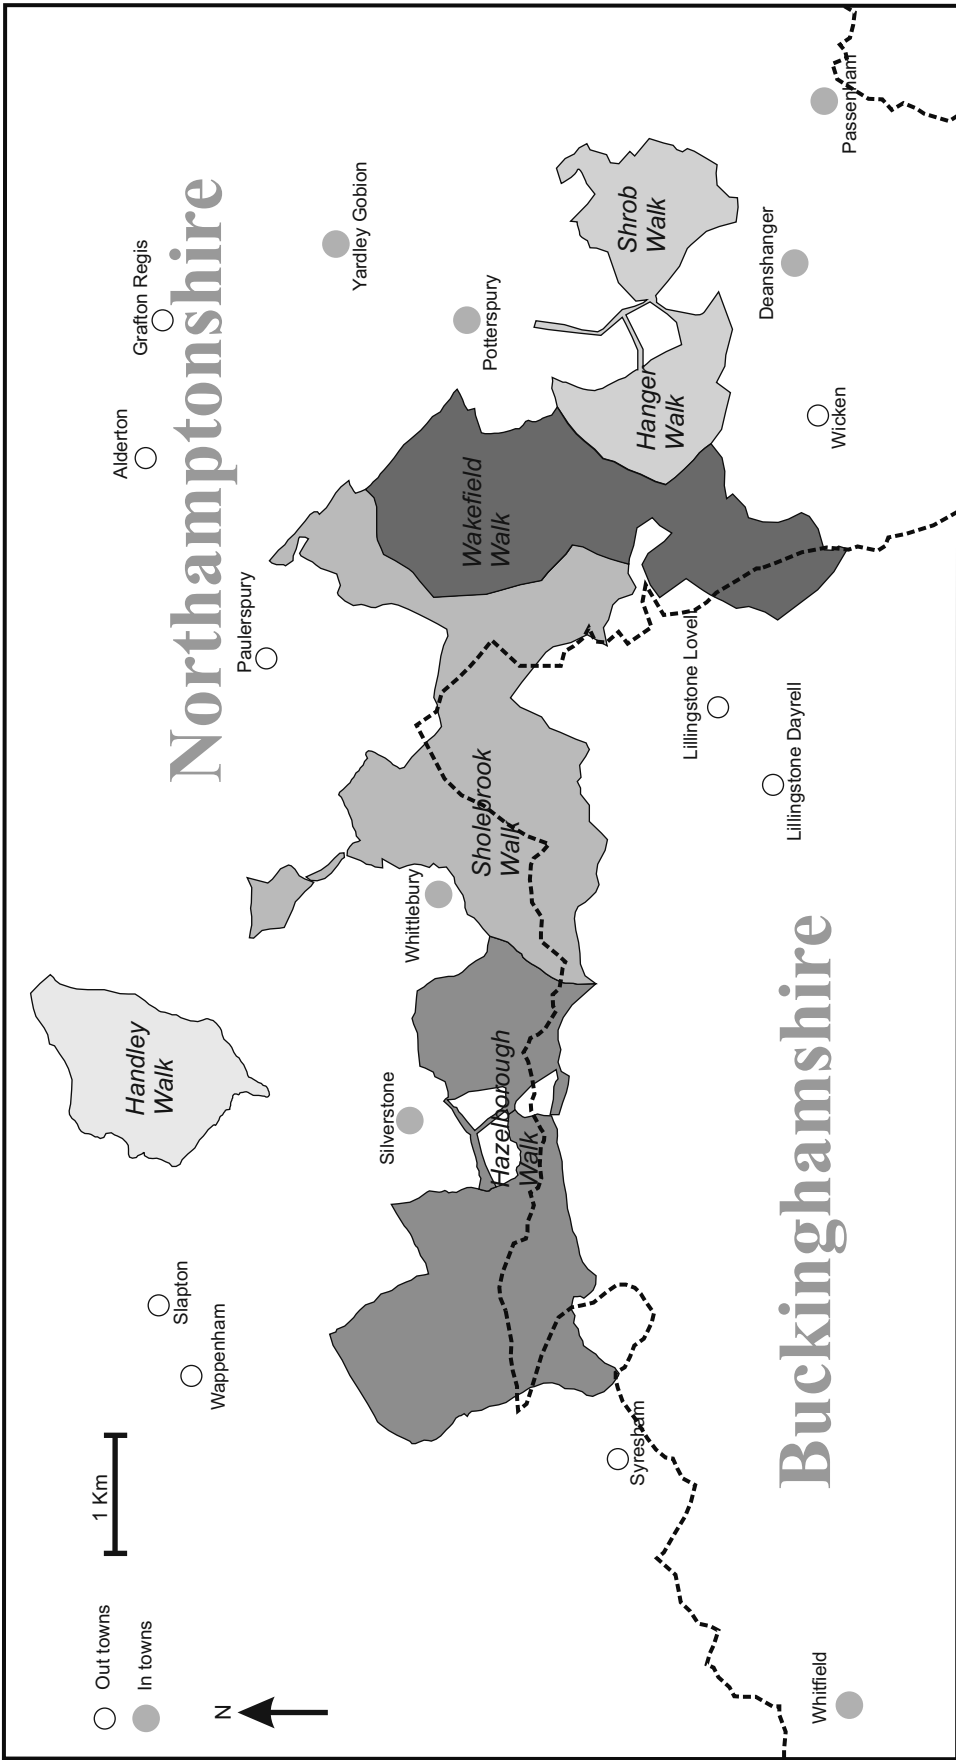 Out towns
In towns
N
1 Km
Northamptonshire
Buckinghamshire
Handley
Walk
Hazelborough
Walk
Sholebrook
Walk
Wakefield
Walk
Hanger
Walk
Shrob
Walk
Slapton
Wappenham
Silverstone
Whittlebury
Paulerspury
Alderton
Grafton Regis
Yardley Gobion
Potterspury
Deanshanger
Passenham
Wicken
Lillingstone Lovell
Lillingstone Dayrell
Syresham
Whitfield